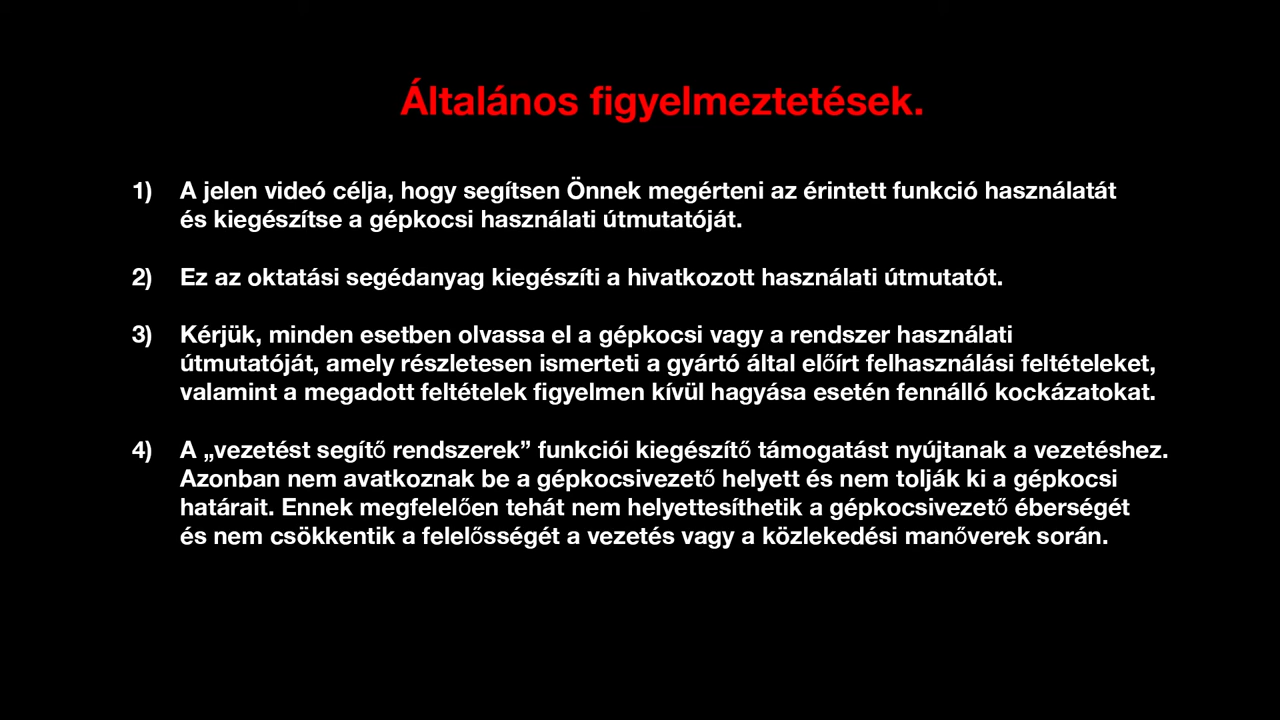 Általános figyelmeztetések.
1) A jelen videó célja, hogy segítsen Önnek megérteni az érintett funkció használatát
és kiegészítse a gépkocsi használati útmutatóját.
2) Ez az oktatási segédanyag kiegészíti a hivatkozott használati útmutatót.
3) Kérjük, minden esetben olvassa el a gépkocsi vagy a rendszer használati
útmutatóját, amely részletesen ismerteti a gyártó által előírt felhasználási feltételeket,
valamint a megadott feltételek figyelmen kívül hagyása esetén fennálló kockázatokat.
4) A „vezetést segítő rendszerek” funkciói kiegészítő támogatást nyújtanak a vezetéshez.
Azonban nem avatkoznak be a gépkocsivezető helyett és nem tolják ki a gépkocsi
határait. Ennek megfelelően tehát nem helyettesíthetik a gépkocsivezető éberségét
és nem csökkentik a felelősségét a vezetés vagy a közlekedési manőverek során.